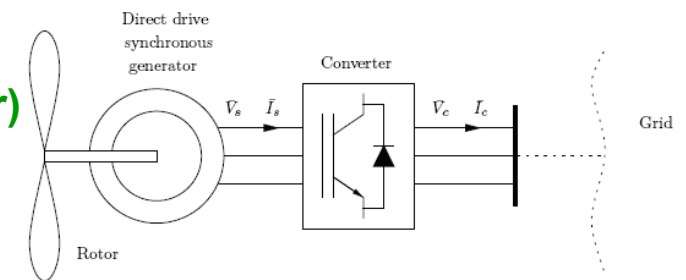 Direct drive
synchronous
generator
Converter
r)
V̄s Īs
V̄c Īc
Grid
Rotor